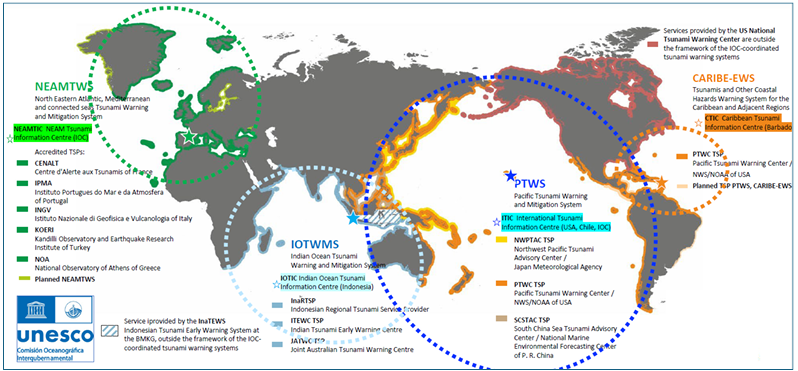 NEAMTWS
North Eastern Atlantic, Mediterranean
and connected seas Tsunami Warning
and Mitigation System
NEAMTIC NEAM Tsunami
Information Centre (IOC)
Accredited TSPs:
CENALT
Centre d'Alerte aux Tsunamis of France
IPMA
Instituto Portugues do Mar e da Atmosfera
of Portugal
INGV
Istituto Nazionale di Geofisica e Vulcanologia of Italy
KOERI
Kandilli Observatory and Earthquake Research
Institute of Turkey
NOA
National Observatory of Athens of Greece
Planned NEAMTWS
unesco
Comisión Oceanográfica
Intergubernamental
Service iprovided by the InaTEWS
Indonesian Tsunami Early Warning System at
the BMKG, outside the framework of the IOC-
coordinated tsunami warning systems
IOTWMS
Indian Ocean Tsunami
Warning and Mitigation System
IOTIC Indian Ocean Tsunami
Information Centre (Indonesia)
InaRTSP
Indonesian Regional Tsunami Service Provider
ITEWC TSP
Indian Tsunami Early Warning Centre
JATWC TSP
Joint Australian Tsunami Warning Centre
PTWS
Pacific Tsunami Warning
and Mitigation System
ITIC International Tsunami
Information Centre (USA, Chile, IOC)
NWPTAC TSP
Northwest Pacific Tsunami
Advisory Center /
Japan Meteorological Agency
PTWC TSP
Pacific Tsunami Warning Center /
NWS/NOAA of USA
SCSTAC TSP
South China Sea Tsunami Advisory
Center / National Marine
Environmental Forecasting Center
of P. R. China
Services provided by the US National
Tsunami Warning Center are outside
the framework of the IOC-coordinated
tsunami warning systems
CARIBE-EWS
Tsunamis and Other Coastal
Hazards Warning System for the
Caribbean and Adjacent Regions
CTIC Caribbean Tsunami
Information Centre (Barbado
PTWC TSP
Pacific Tsunami Warning Center /
NWS/NOAA of USA
Planned TSP PTWS, CARIBE-EWS